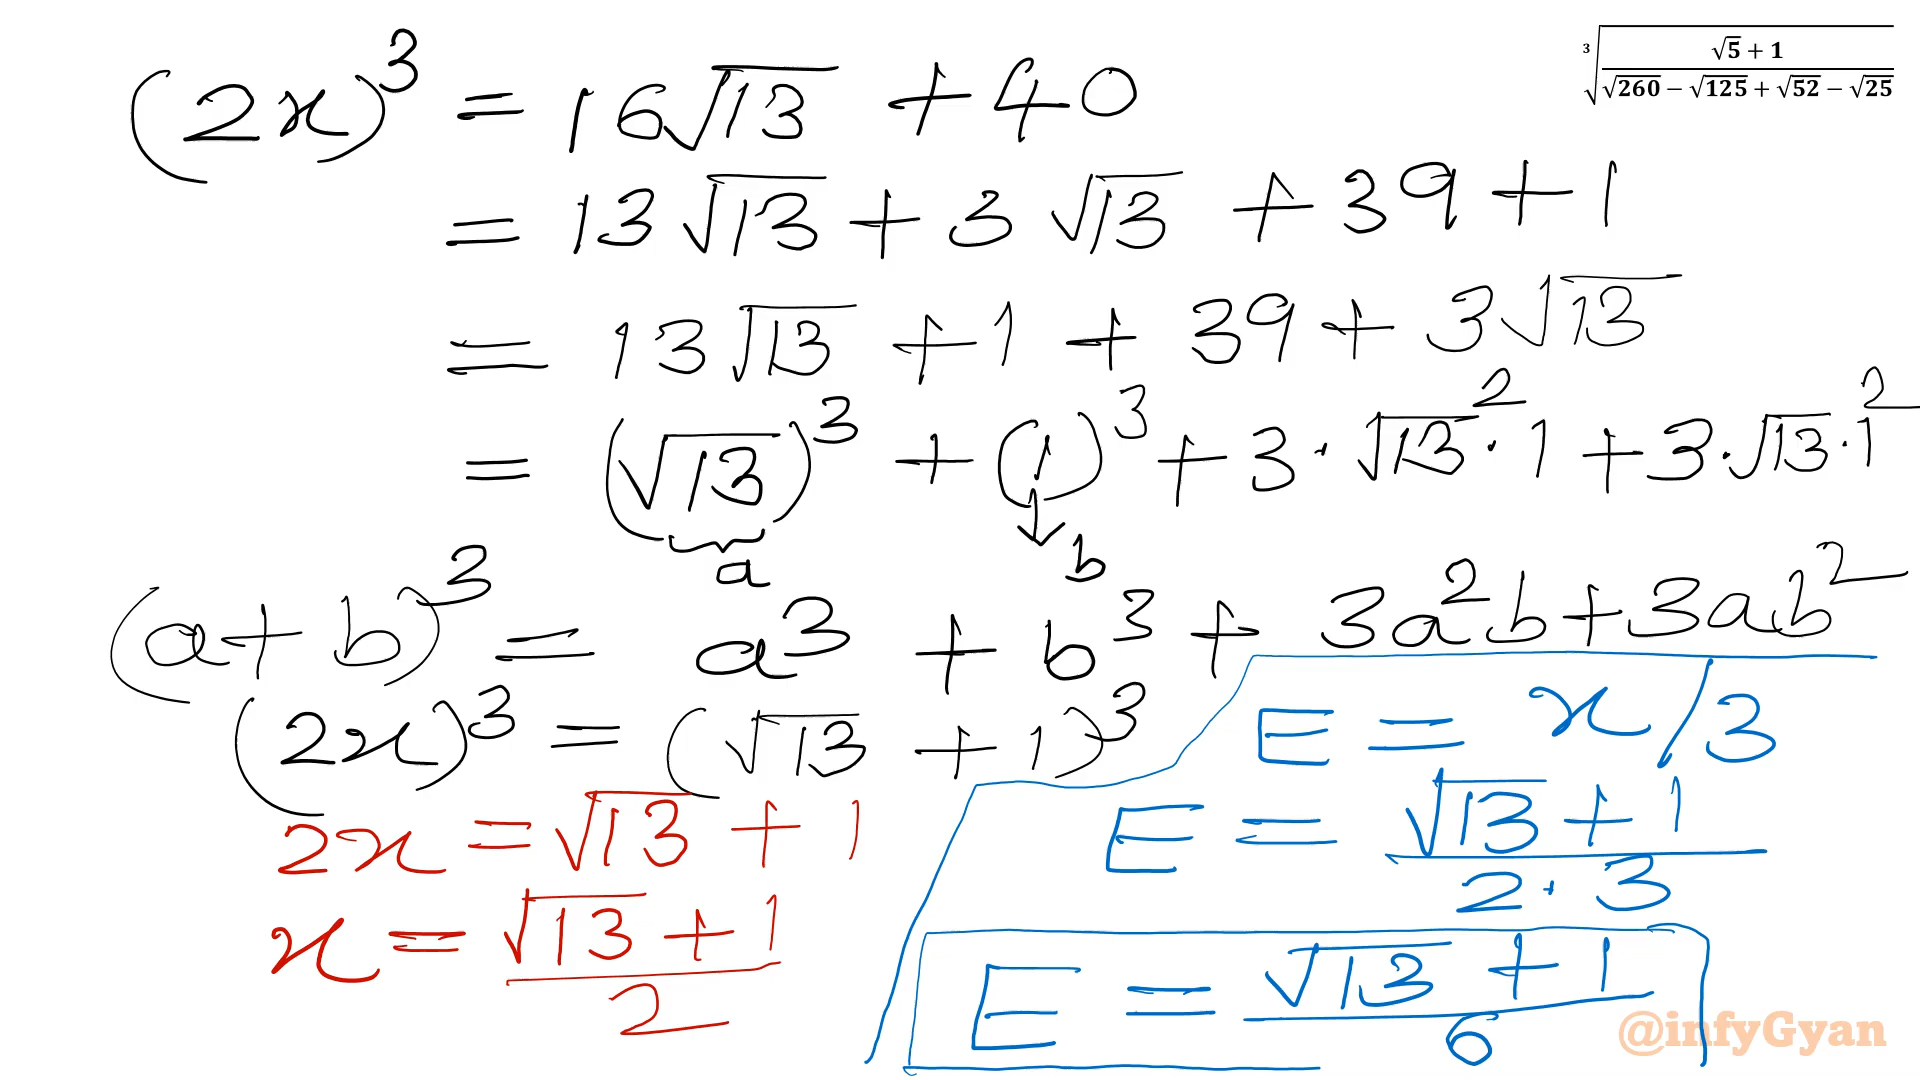 ∛((√5 + 1)/(√260 − √125 + √52 − √25))
(2x)³ = 16√13 + 40
= 13√13 + 3√13 + 39 + 1
= 13√13 + 1 + 39 + 3√13
= (√13)³ + (1)³ + 3·√13²·1 + 3·√13·1²
a b
(a+b)³ = a³ + b³ + 3a²b + 3ab²
(2x)³ = (√13 + 1)³
2x = √13 + 1
x = (√13 + 1)/2
E = x/3
E = (√13 + 1)/(2·3)
E = (√13 + 1)/6
@infyGyan